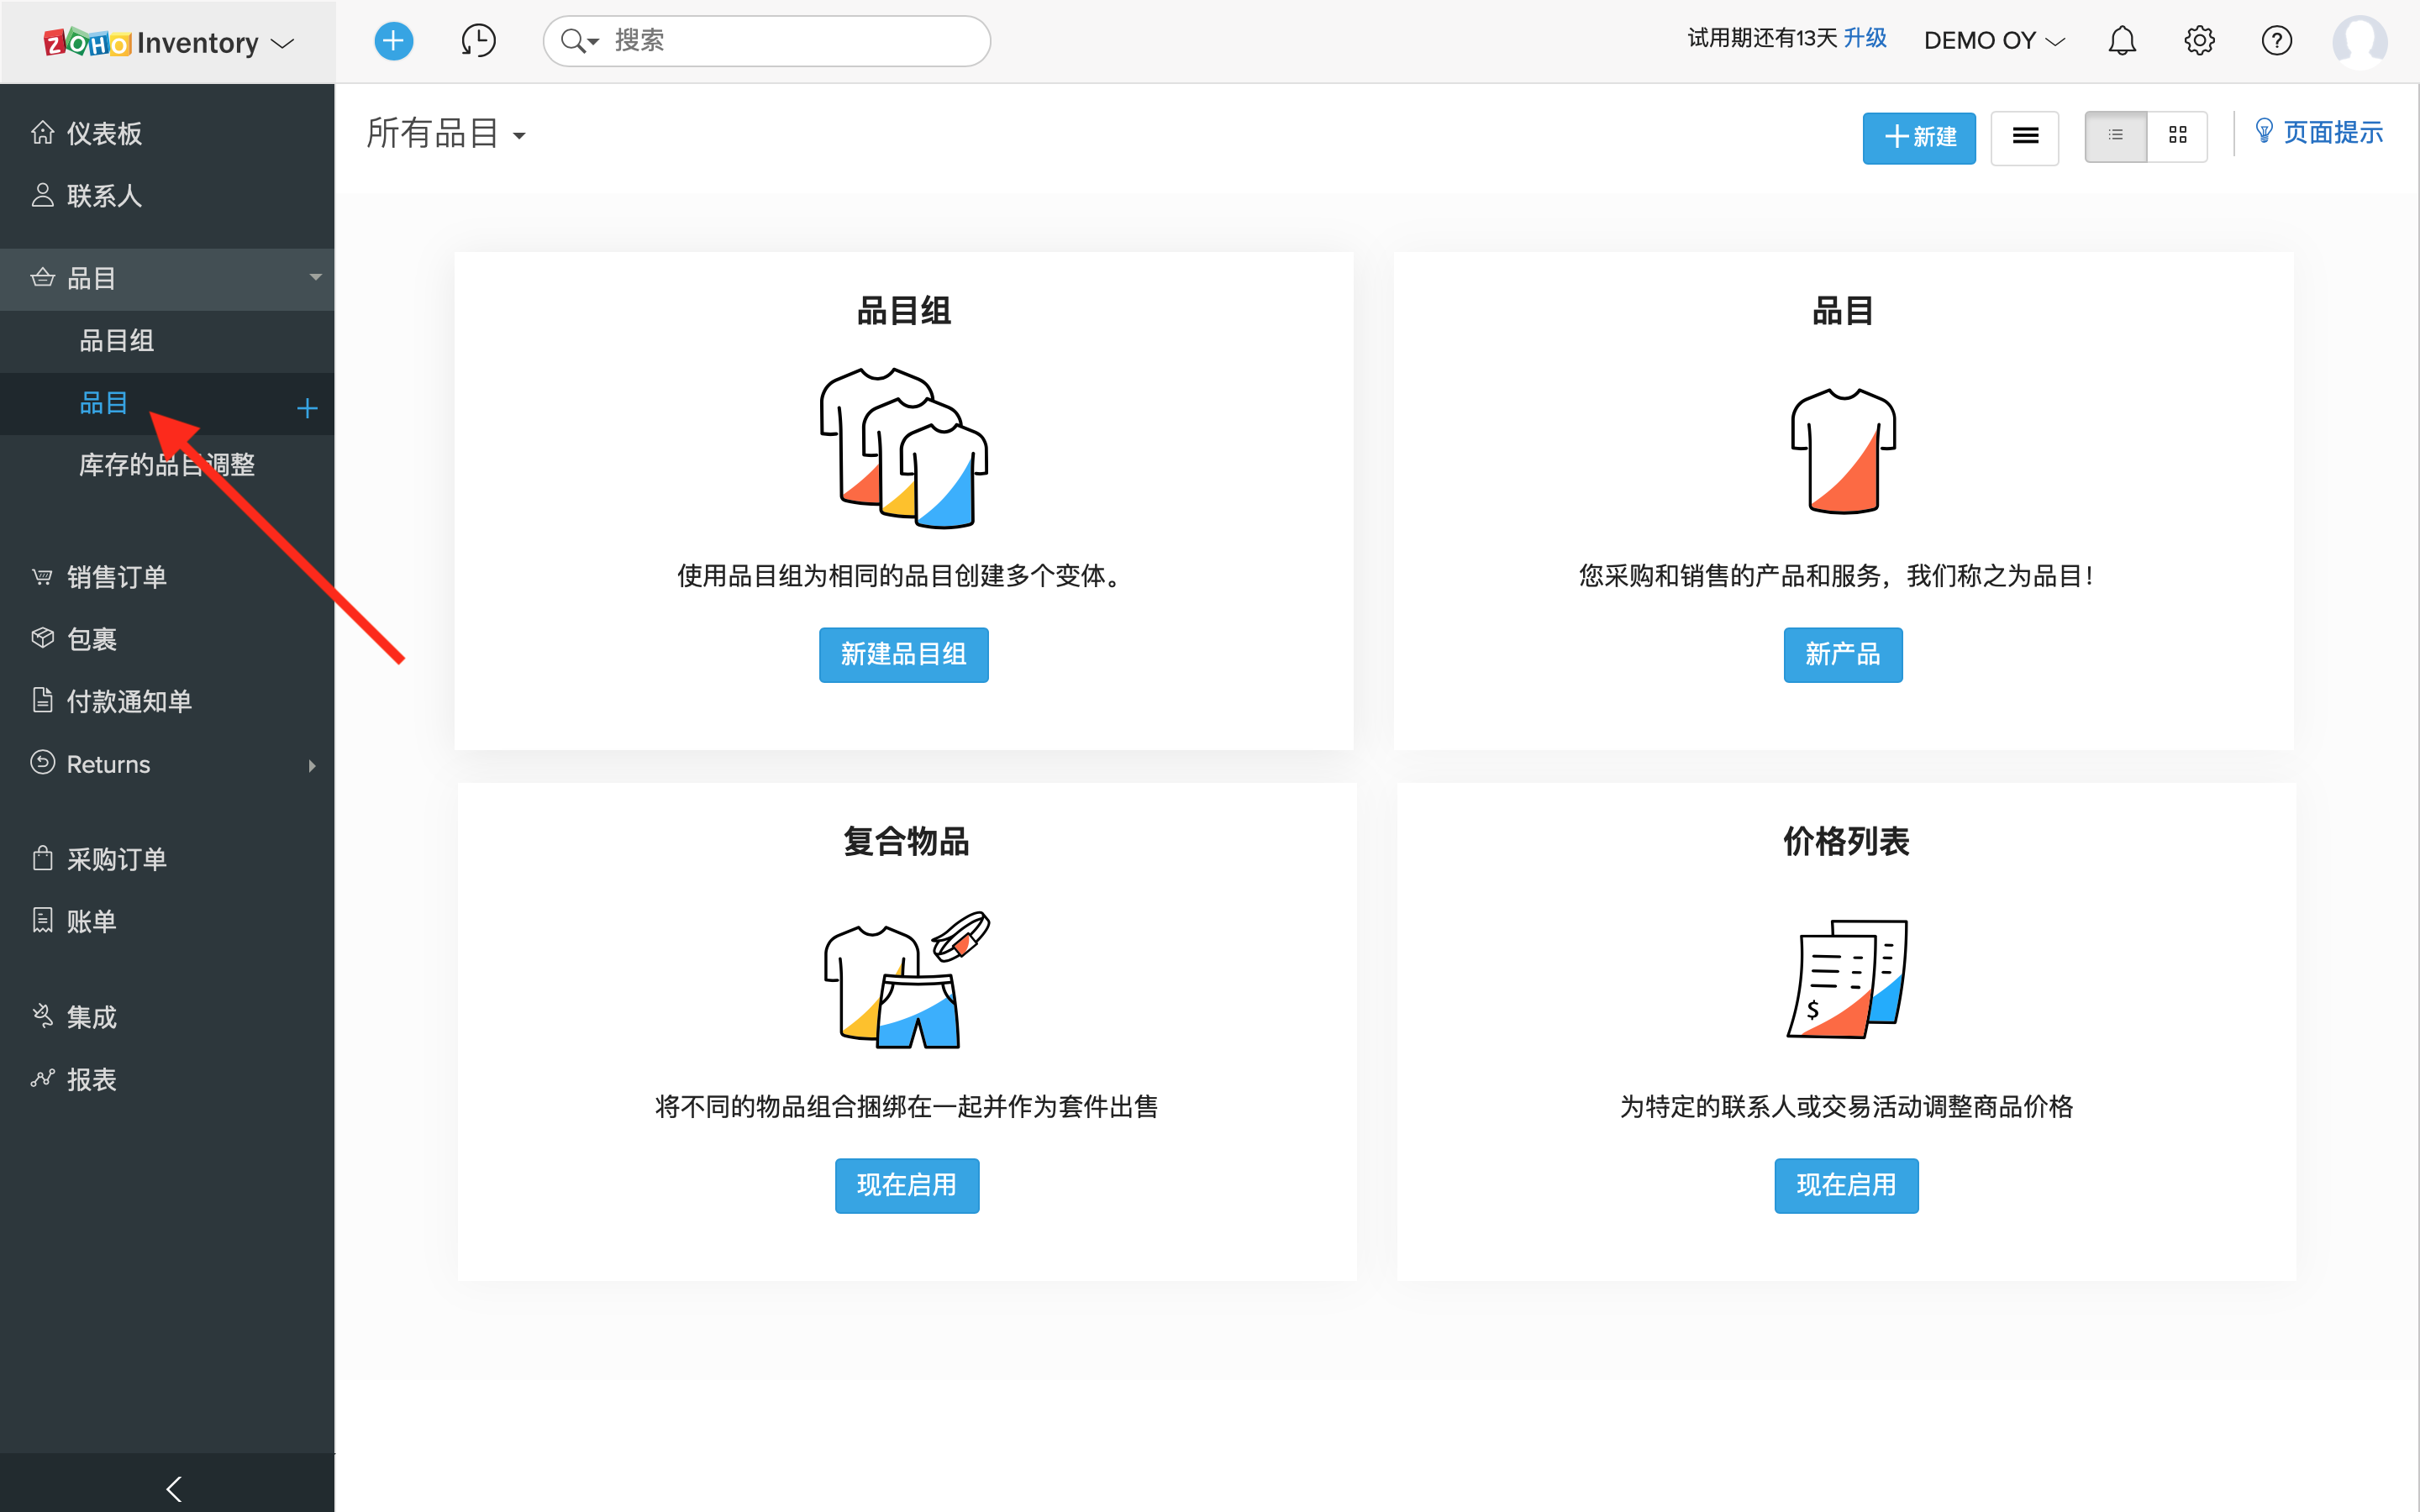 ZOHO Inventory
搜索
试用期还有13天 升级
DEMO OY
仪表板
联系人
品目
品目组
品目
库存的品目调整
销售订单
包裹
付款通知单
Returns
采购订单
账单
集成
报表
所有品目
新建
页面提示
品目组
使用品目组为相同的品目创建多个变体。
新建品目组
品目
您采购和销售的产品和服务，我们称之为品目！
新产品
复合物品
将不同的物品组合捆绑在一起并作为套件出售
现在启用
价格列表
$
为特定的联系人或交易活动调整商品价格
现在启用